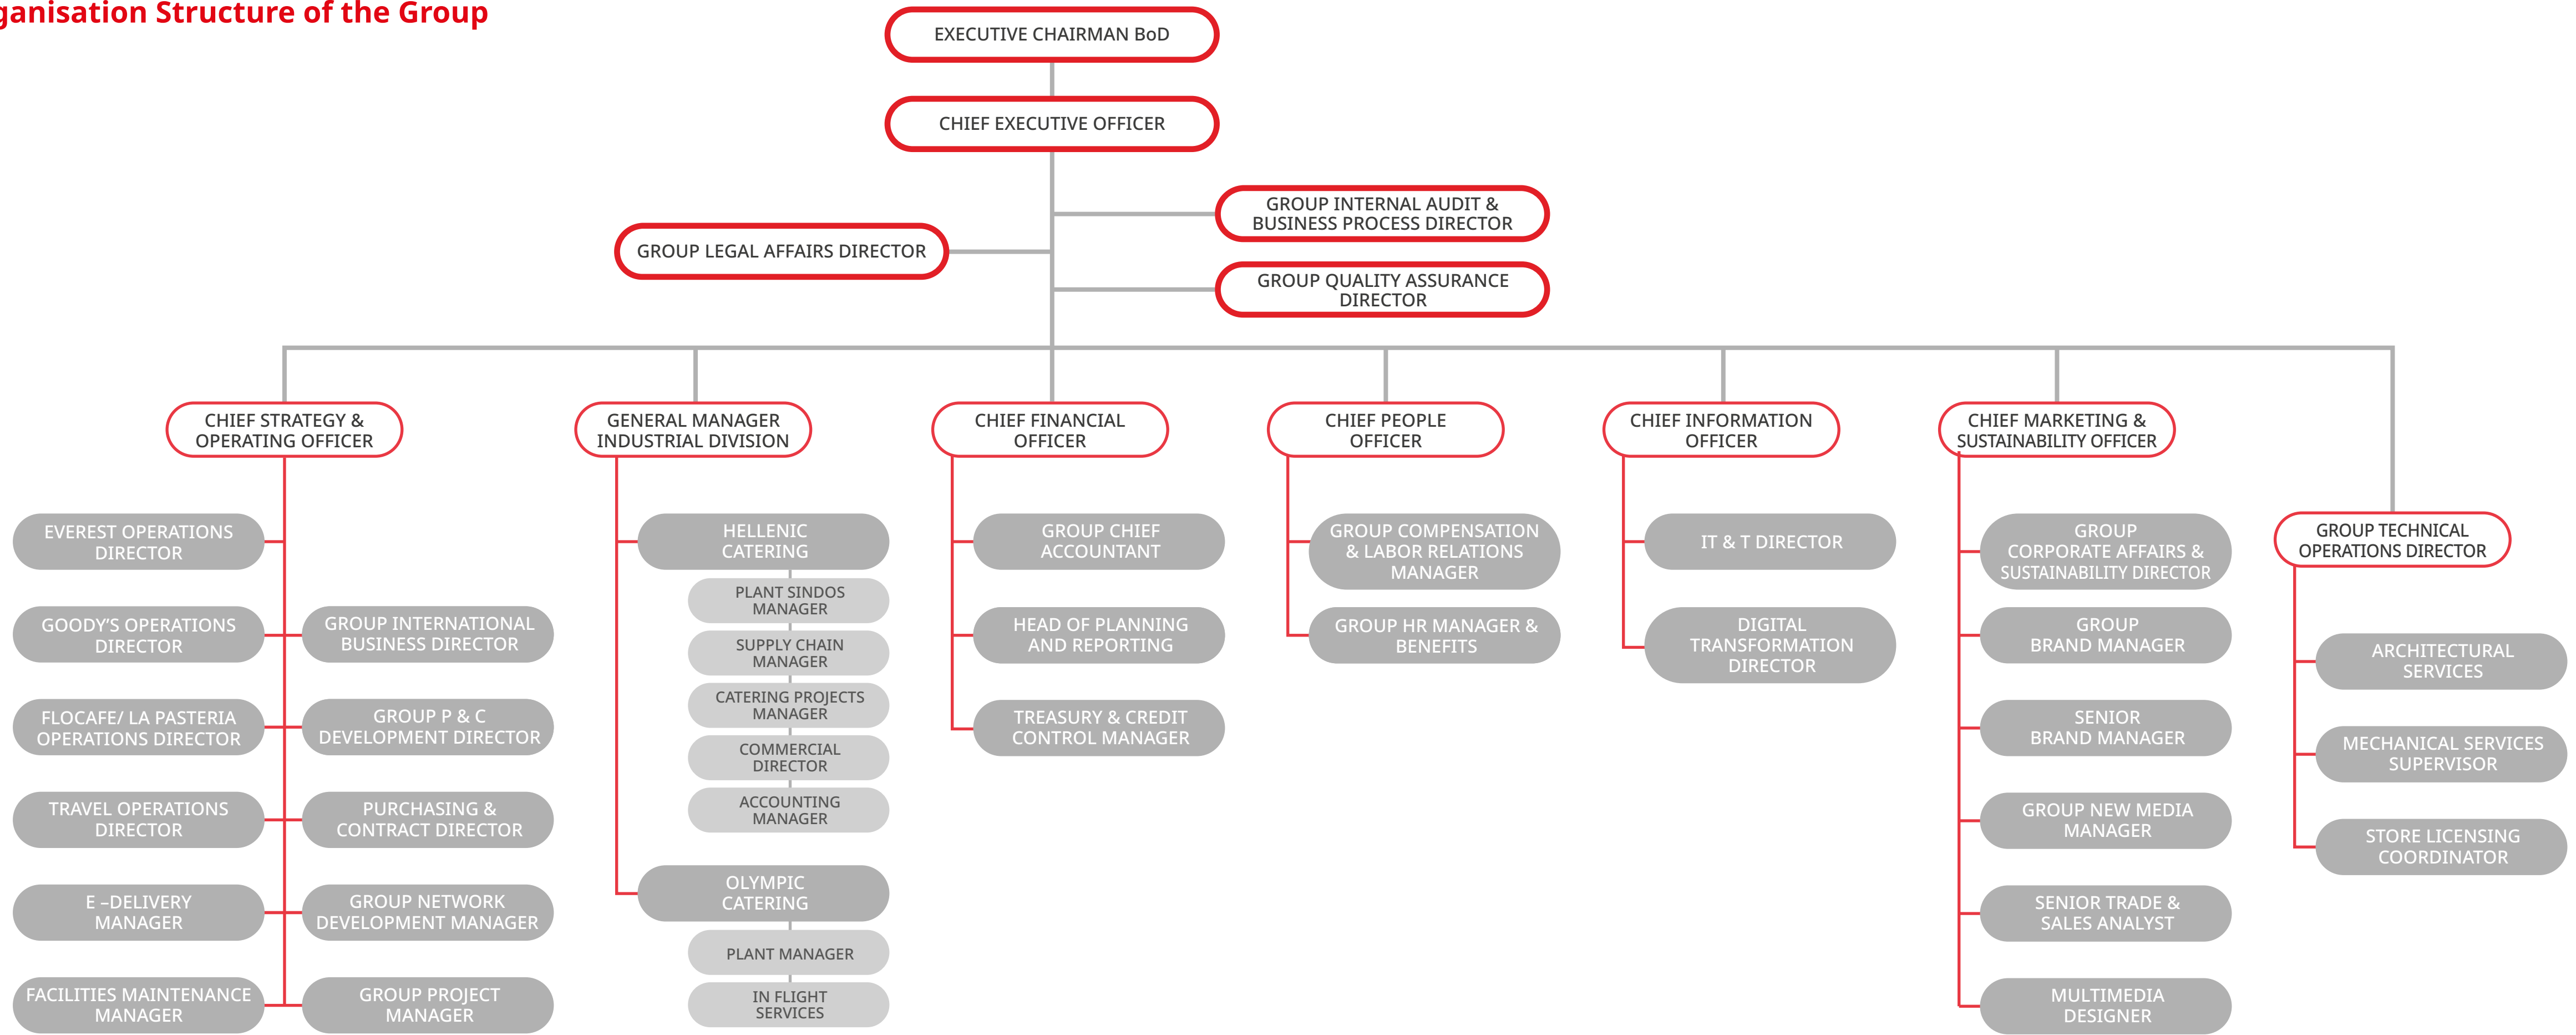 ganisation Structure of the Group
EXECUTIVE CHAIRMAN BoD
CHIEF EXECUTIVE OFFICER
GROUP INTERNAL AUDIT &
BUSINESS PROCESS DIRECTOR
GROUP LEGAL AFFAIRS DIRECTOR
GROUP QUALITY ASSURANCE
DIRECTOR
CHIEF STRATEGY &
OPERATING OFFICER
EVEREST OPERATIONS
DIRECTOR
GOODY’S OPERATIONS
DIRECTOR
FLOCAFE/ LA PASTERIA
OPERATIONS DIRECTOR
TRAVEL OPERATIONS
DIRECTOR
E –DELIVERY
MANAGER
FACILITIES MAINTENANCE
MANAGER
GROUP INTERNATIONAL
BUSINESS DIRECTOR
GROUP P & C
DEVELOPMENT DIRECTOR
PURCHASING &
CONTRACT DIRECTOR
GROUP NETWORK
DEVELOPMENT MANAGER
GROUP PROJECT
MANAGER
GENERAL MANAGER
INDUSTRIAL DIVISION
HELLENIC
CATERING
PLANT SINDOS
MANAGER
SUPPLY CHAIN
MANAGER
CATERING PROJECTS
MANAGER
COMMERCIAL
DIRECTOR
ACCOUNTING
MANAGER
OLYMPIC
CATERING
PLANT MANAGER
IN FLIGHT
SERVICES
CHIEF FINANCIAL
OFFICER
GROUP CHIEF
ACCOUNTANT
HEAD OF PLANNING
AND REPORTING
TREASURY & CREDIT
CONTROL MANAGER
CHIEF PEOPLE
OFFICER
GROUP COMPENSATION
& LABOR RELATIONS
MANAGER
GROUP HR MANAGER &
BENEFITS
CHIEF INFORMATION
OFFICER
IT & T DIRECTOR
DIGITAL
TRANSFORMATION
DIRECTOR
CHIEF MARKETING &
SUSTAINABILITY OFFICER
GROUP
CORPORATE AFFAIRS &
SUSTAINABILITY DIRECTOR
GROUP
BRAND MANAGER
SENIOR
BRAND MANAGER
GROUP NEW MEDIA
MANAGER
SENIOR TRADE &
SALES ANALYST
MULTIMEDIA
DESIGNER
GROUP TECHNICAL
OPERATIONS DIRECTOR
ARCHITECTURAL
SERVICES
MECHANICAL SERVICES
SUPERVISOR
STORE LICENSING
COORDINATOR